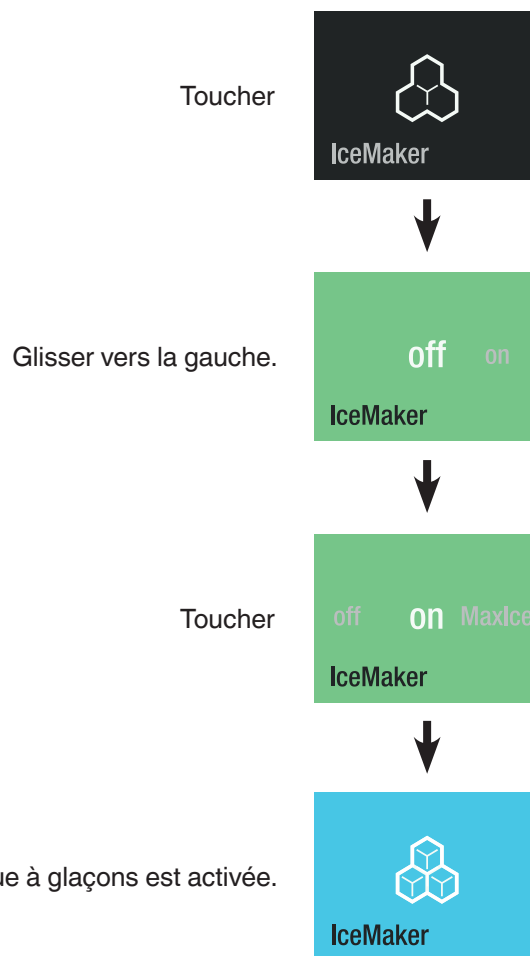 Toucher
IceMaker
Glisser vers la gauche.
off on
IceMaker
Toucher
off on MaxIce
IceMaker
ue à glaçons est activée.
IceMaker